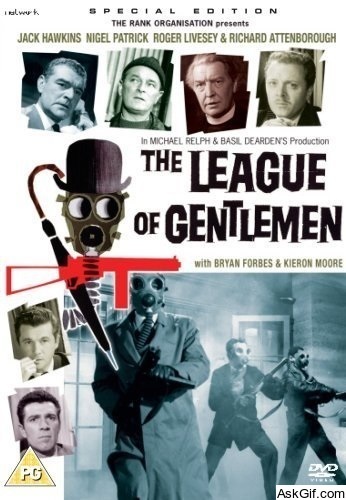 network
SPECIAL EDITION
THE RANK ORGANISATION presents
JACK HAWKINS NIGEL PATRICK ROGER LIVESEY & RICHARD ATTENBOROUGH
In MICHAEL RELPH & BASIL DEARDEN'S Production
THE LEAGUE
OF GENTLEMEN
with BRYAN FORBES & KIERON MOORE
PG
DVD
VIDEO
AskGif.com